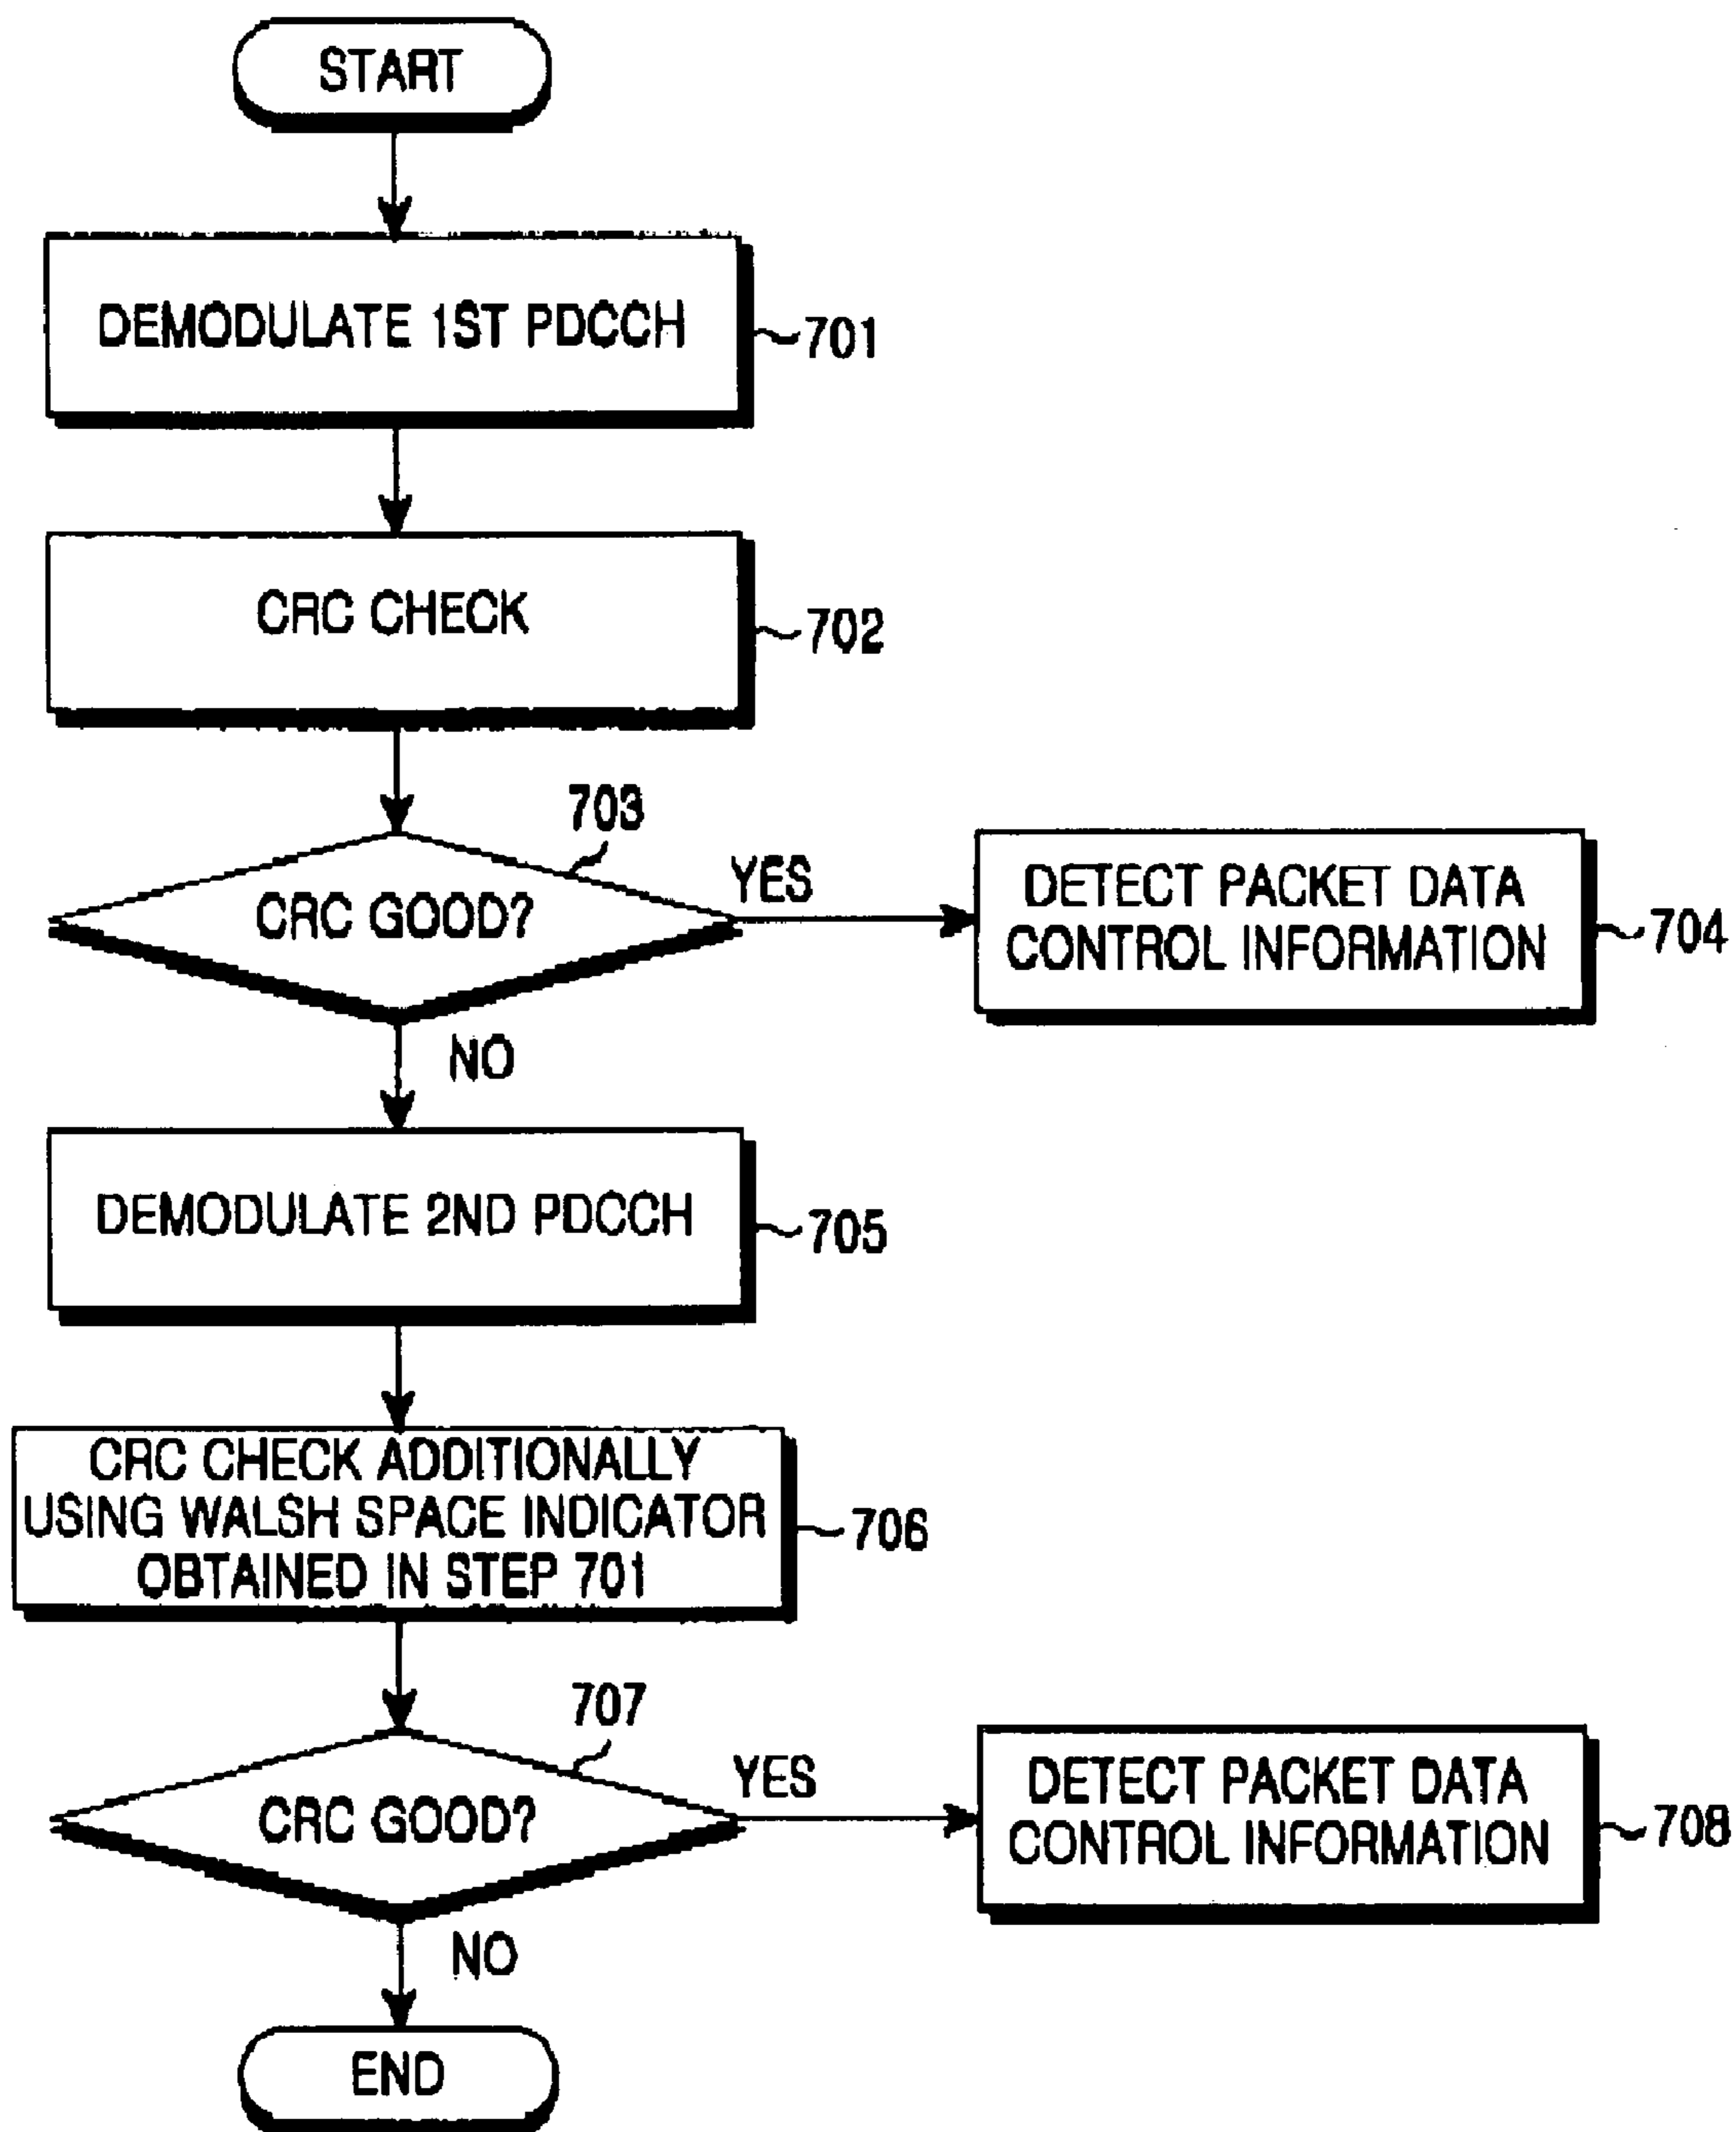 START
DEMODULATE 1ST PDCCH
701
CRC CHECK
702
703
CRC GOOD?
YES
DETECT PACKET DATA
CONTROL INFORMATION
704
NO
DEMODULATE 2ND PDCCH
705
CRC CHECK ADDITIONALLY
USING WALSH SPACE INDICATOR
OBTAINED IN STEP 701
706
707
CRC GOOD?
YES
DETECT PACKET DATA
CONTROL INFORMATION
708
NO
END